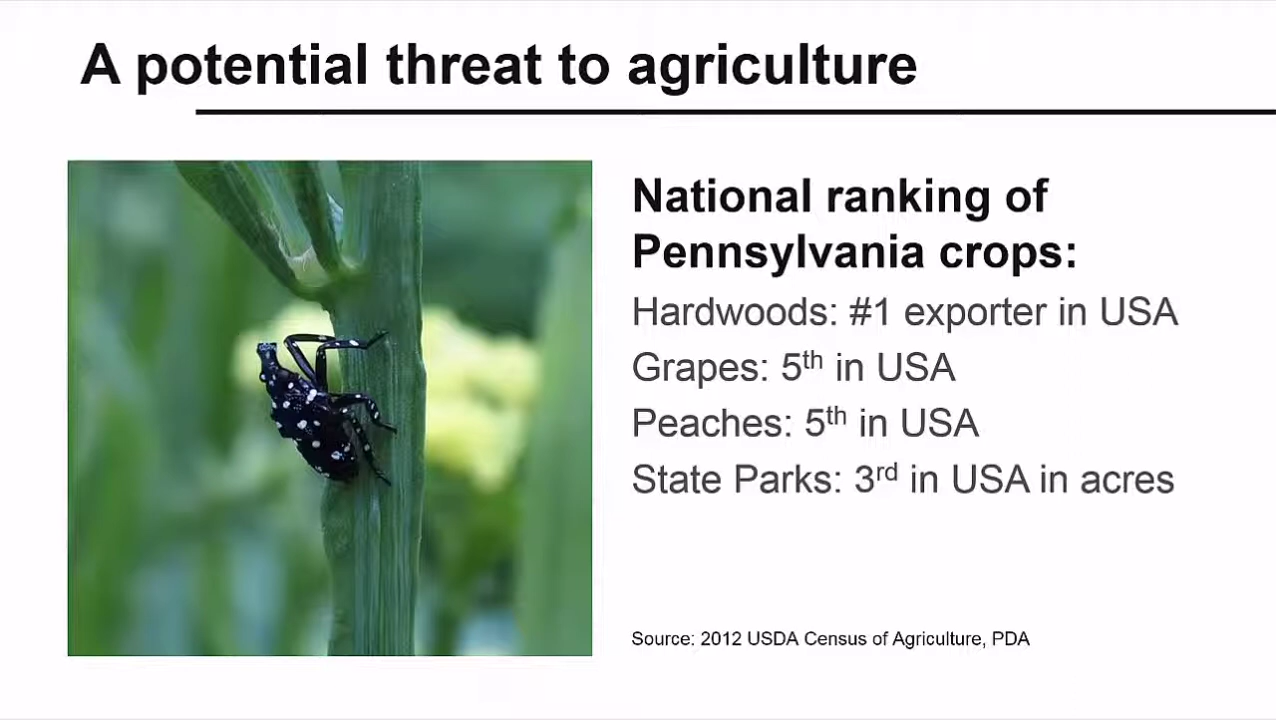 A potential threat to agriculture
National ranking of
Pennsylvania crops:
Hardwoods: #1 exporter in USA
Grapes: 5th in USA
Peaches: 5th in USA
State Parks: 3rd in USA in acres
Source: 2012 USDA Census of Agriculture, PDA